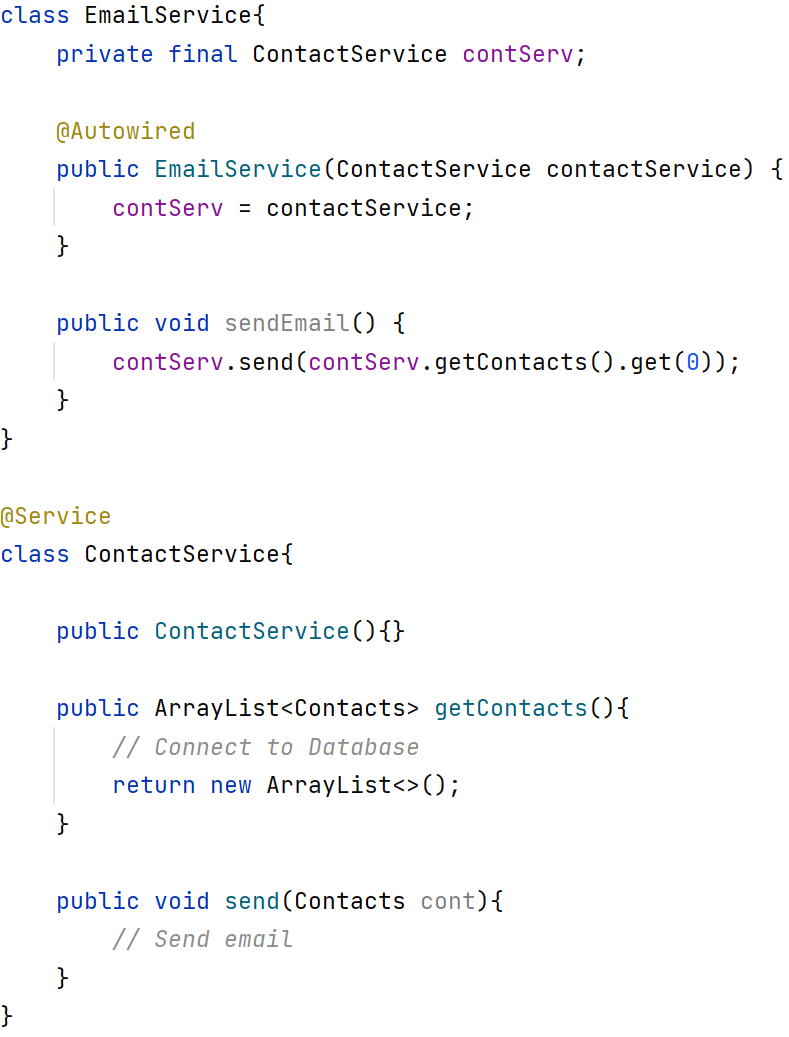 class EmailService{
    private final ContactService contServ;

    @Autowired
    public EmailService(ContactService contactService) {
        contServ = contactService;
    }

    public void sendEmail() {
        contServ.send(contServ.getContacts().get(0));
    }
}

@Service
class ContactService{

    public ContactService(){}

    public ArrayList<Contacts> getContacts(){
        // Connect to Database
        return new ArrayList<>();
    }

    public void send(Contacts cont){
        // Send email
    }
}